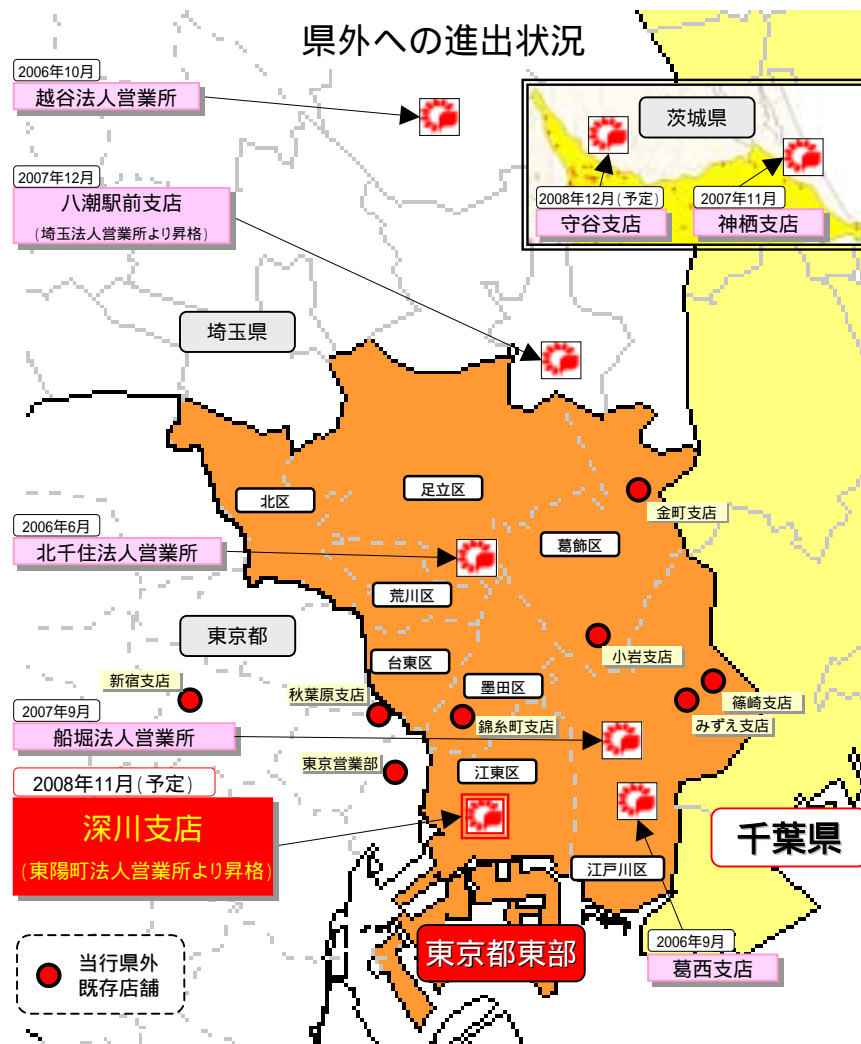 県外への進出状況
2006年10月
越谷法人営業所
2007年12月
八潮駅前支店
(埼玉法人営業所より昇格)
茨城県
2008年12月(予定)
守谷支店
2007年11月
神栖支店
埼玉県
北区
足立区
金町支店
2006年6月
北千住法人営業所
葛飾区
荒川区
東京都
台東区
小岩支店
新宿支店
秋葉原支店
墨田区
錦糸町支店
篠崎支店
みずえ支店
2007年9月
船堀法人営業所
東京営業部
江東区
2008年11月(予定)
深川支店
(東陽町法人営業所より昇格)
千葉県
江戸川区
2006年9月
葛西支店
東京都東部
当行県外
既存店舗